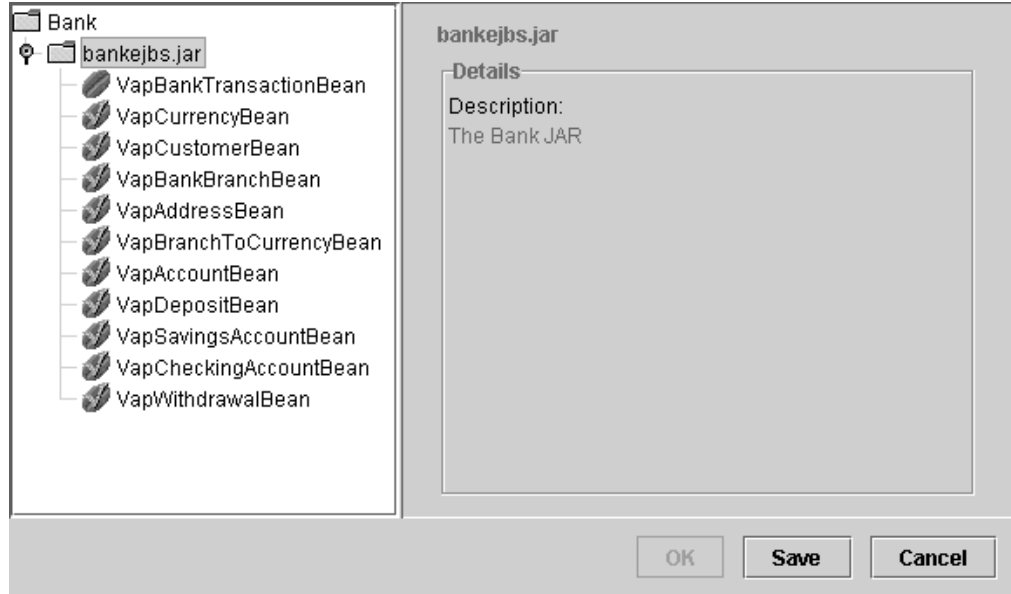 Bank
bankejbs.jar
VapBankTransactionBean
VapCurrencyBean
VapCustomerBean
VapBankBranchBean
VapAddressBean
VapBranchToCurrencyBean
VapAccountBean
VapDepositBean
VapSavingsAccountBean
VapCheckingAccountBean
VapWithdrawalBean
bankejbs.jar
Details
Description:
The Bank JAR
OK Save Cancel